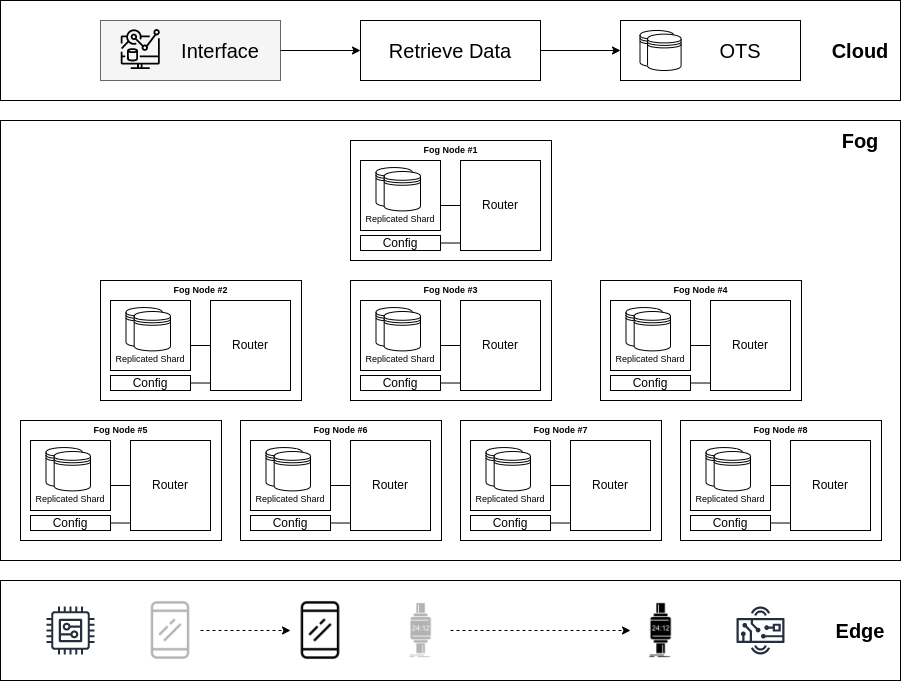 Interface
Retrieve Data
OTS
Cloud
Fog
Fog Node #1
Replicated Shard
Config
Router
Fog Node #2
Replicated Shard
Config
Router
Fog Node #3
Replicated Shard
Config
Router
Fog Node #4
Replicated Shard
Config
Router
Fog Node #5
Replicated Shard
Config
Router
Fog Node #6
Replicated Shard
Config
Router
Fog Node #7
Replicated Shard
Config
Router
Fog Node #8
Replicated Shard
Config
Router
24:12
24:12
Edge